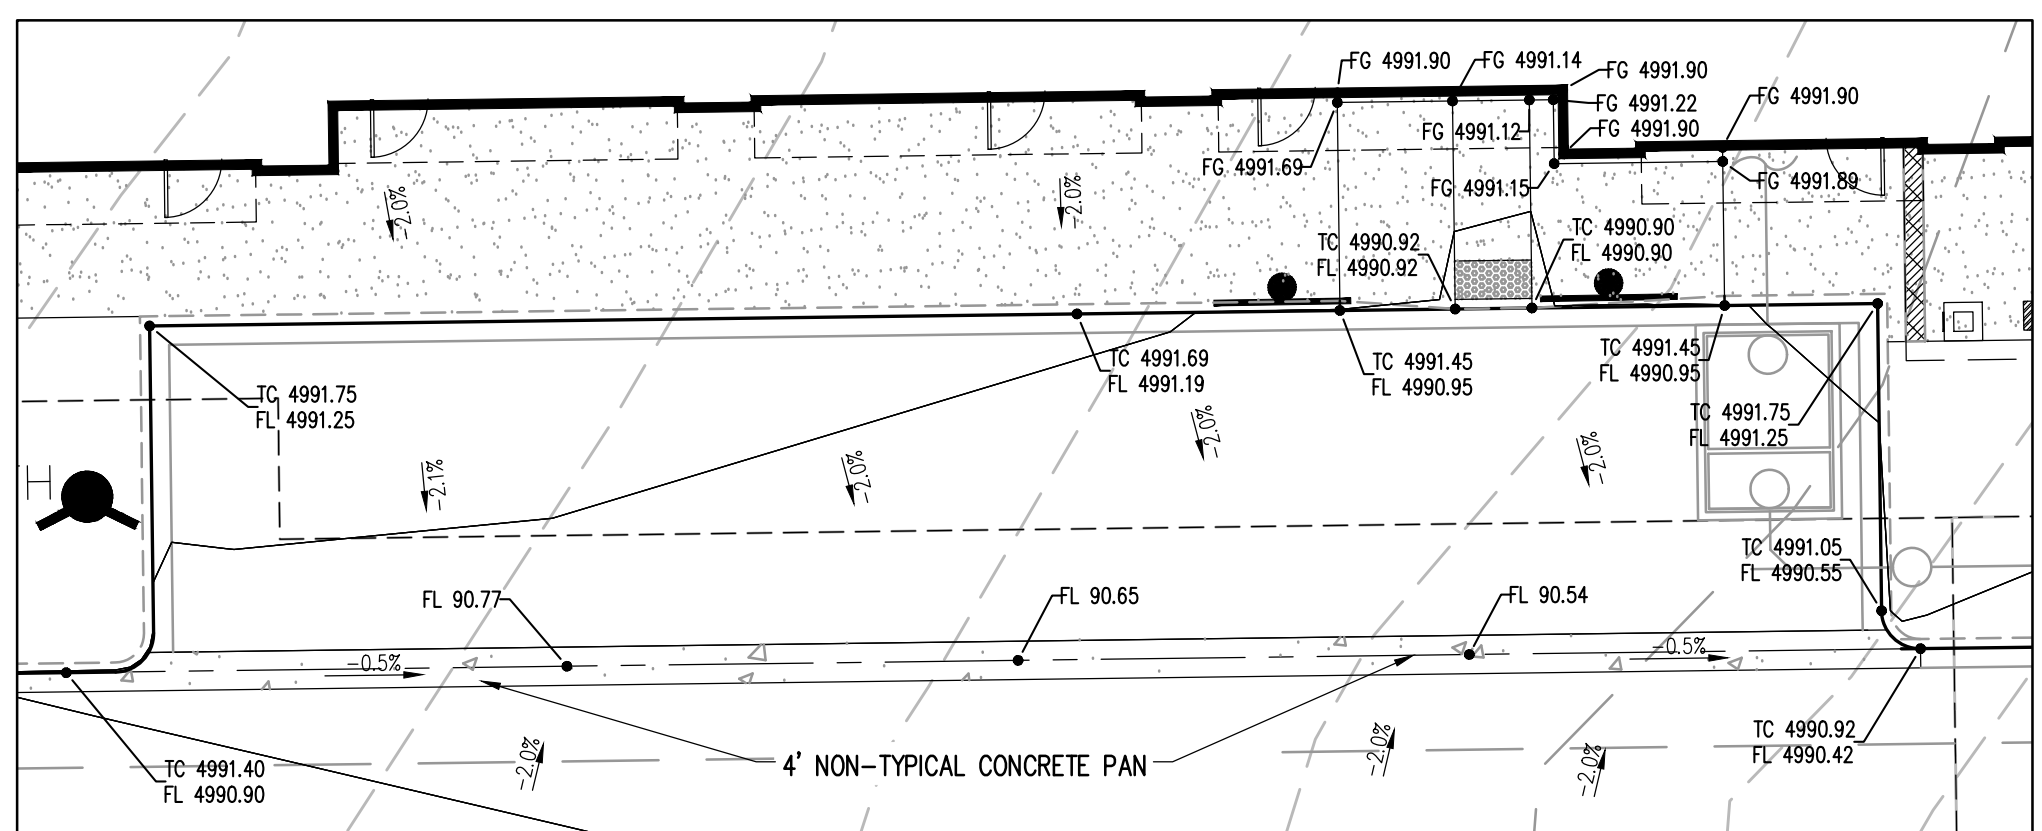 FG 4991.90
FG 4991.14
FG 4991.90
FG 4991.90
FG 4991.22
FG 4991.12
FG 4991.90
FG 4991.69
FG 4991.15
FG 4991.89
-2.0%
-2.0%
TC 4990.92
FL 4990.92
TC 4990.90
FL 4990.90
TC 4991.69
FL 4991.19
TC 4991.45
FL 4990.95
TC 4991.45
FL 4990.95
TC 4991.75
FL 4991.25
TC 4991.75
FL 4991.25
-2.1%
-2.0%
-2.0%
-2.0%
H
TC 4991.05
FL 4990.55
FL 90.77
FL 90.65
FL 90.54
-0.5%
-0.5%
TC 4991.40
FL 4990.90
-2.0%
4' NON-TYPICAL CONCRETE PAN
-2.0%
-2.0%
TC 4990.92
FL 4990.42